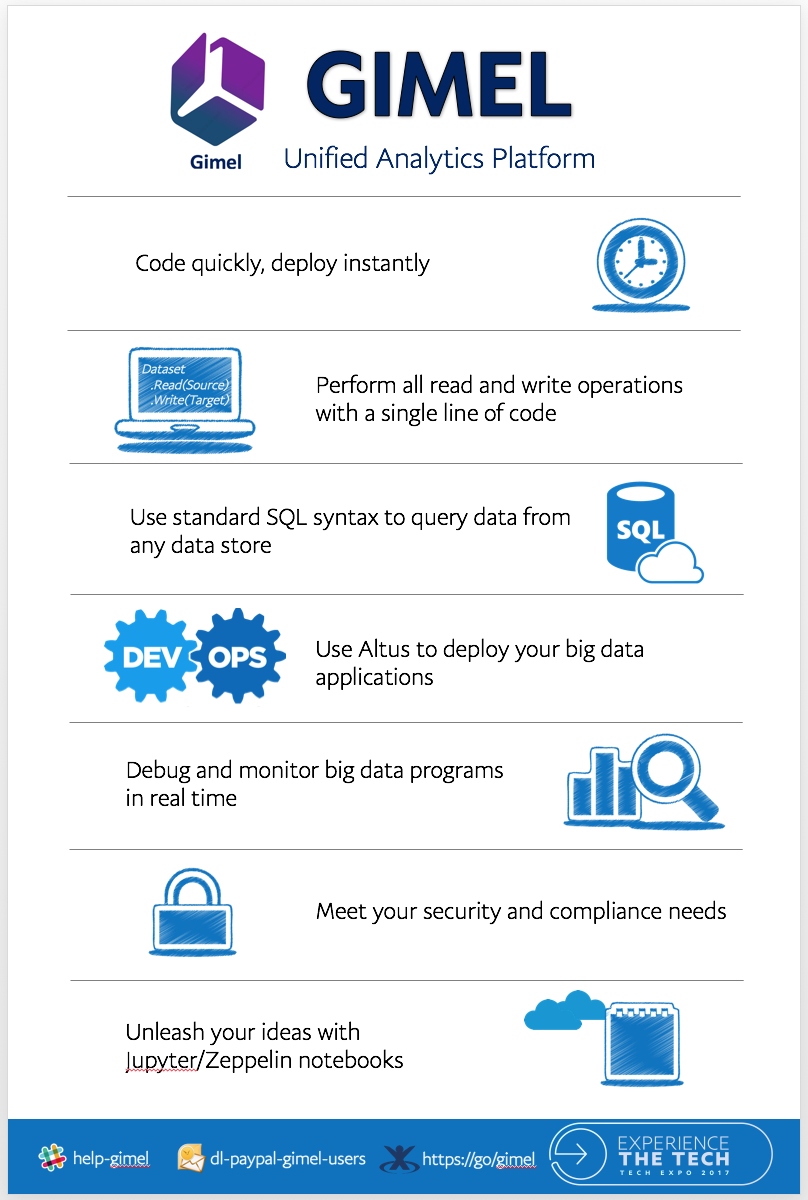 GIMEL
Gimel
Unified Analytics Platform
Code quickly, deploy instantly
Dataset
.Read(Source)
.Write(Target)
Perform all read and write operations
with a single line of code
Use standard SQL syntax to query data from
any data store
SQL
DEV OPS
Use Altus to deploy your big data
applications
Debug and monitor big data programs
in real time
Meet your security and compliance needs
Unleash your ideas with
Jupyter/Zeppelin notebooks
help-gimel
dl-paypal-gimel-users
https://go/gimel
EXPERIENCE
THE TECH
TECH EXPO 2017